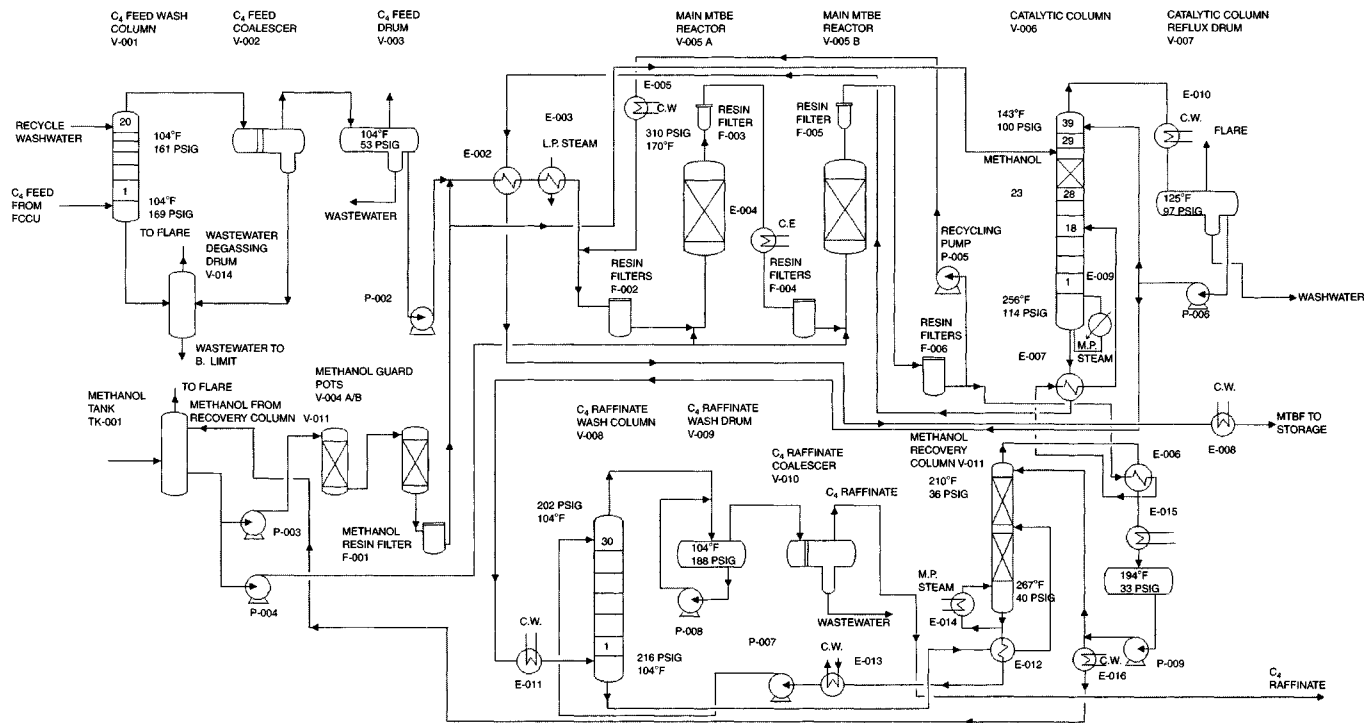 C₄ FEED WASH
COLUMN
V-001
C₄ FEED
COALESCER
V-002
C₄ FEED
DRUM
V-003
MAIN MTBE
REACTOR
V-005 A
MAIN MTBE
REACTOR
V-005 B
CATALYTIC COLUMN
V-006
CATALYTIC COLUMN
REFLUX DRUM
V-007
RECYCLE
WASHWATER
20
104°F
161 PSIG
1
104°F
169 PSIG
C₄ FEED
FROM
FCCU
TO FLARE
WASTEWATER
DEGASSING
DRUM
V-014
WASTEWATER TO
B. LIMIT
104°F
53 PSIG
WASTEWATER
P-002
E-002
E-003
L.P. STEAM
E-005
C.W
310 PSIG
170°F
RESIN
FILTER
F-003
E-004
C.E
RESIN
FILTERS
F-002
RESIN
FILTERS
F-004
RESIN
FILTER
F-005
RECYCLING
PUMP
P-005
RESIN
FILTERS
F-006
143°F
100 PSIG
METHANOL
23
39
29
28
18
1
E-009
256°F
114 PSIG
M.P.
STEAM
E-007
E-010
C.W.
FLARE
125°F
97 PSIG
P-006
WASHWATER
C.W.
E-008
MTBF TO
STORAGE
METHANOL
TANK
TK-001
TO FLARE
METHANOL FROM
RECOVERY COLUMN V-011
METHANOL GUARD
POTS
V-004 A/B
P-003
P-004
METHANOL
RESIN FILTER
F-001
C₄ RAFFINATE
WASH COLUMN
V-008
C₄ RAFFINATE
WASH DRUM
V-009
C₄ RAFFINATE
COALESCER
V-010
C₄ RAFFINATE
202 PSIG
104°F
30
1
216 PSIG
104°F
C.W.
E-011
104°F
188 PSIG
P-008
WASTEWATER
P-007
C.W.
E-013
METHANOL
RECOVERY
COLUMN V-011
210°F
36 PSIG
M.P.
STEAM
E-014
267°F
40 PSIG
E-012
E-006
E-015
194°F
33 PSIG
C.W.
E-016
P-009
C₄
RAFFINATE